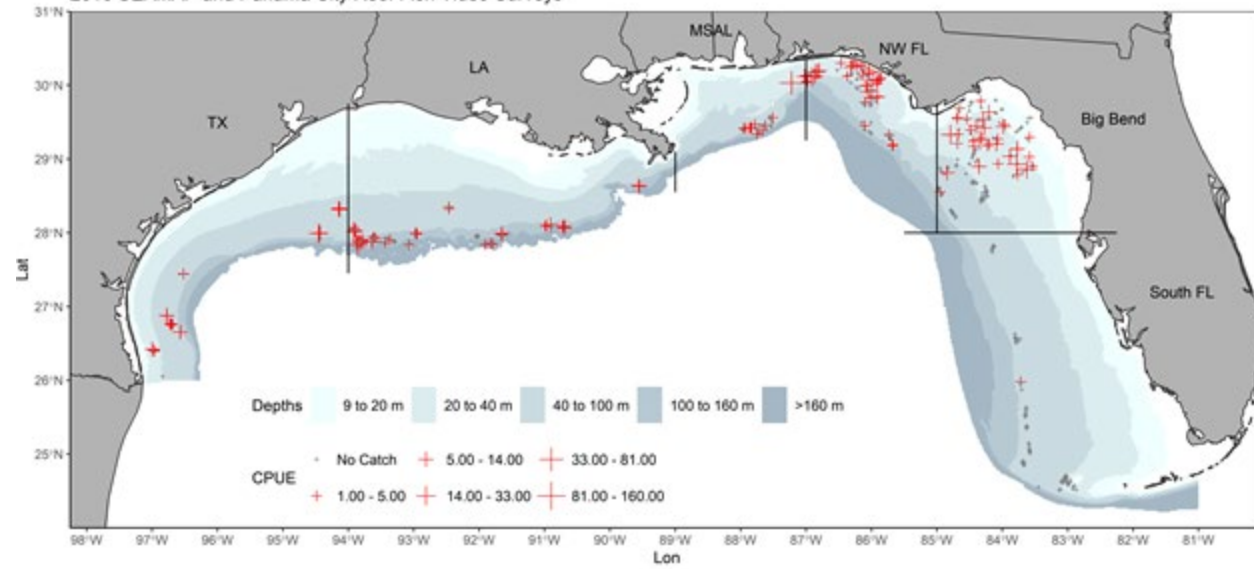 31°N
30°N
29°N
28°N
27°N
26°N
25°N
Lat
TX
LA
MSAL
NW FL
Big Bend
South FL
Depths 9 to 20 m 20 to 40 m 40 to 100 m 100 to 160 m >160 m
CPUE
No Catch 5.00 - 14.00 33.00 - 81.00
1.00 - 5.00 14.00 - 33.00 81.00 - 160.00
98°W 97°W 96°W 95°W 94°W 93°W 92°W 91°W 90°W 89°W 88°W 87°W 86°W 85°W 84°W 83°W 82°W 81°W
Lon